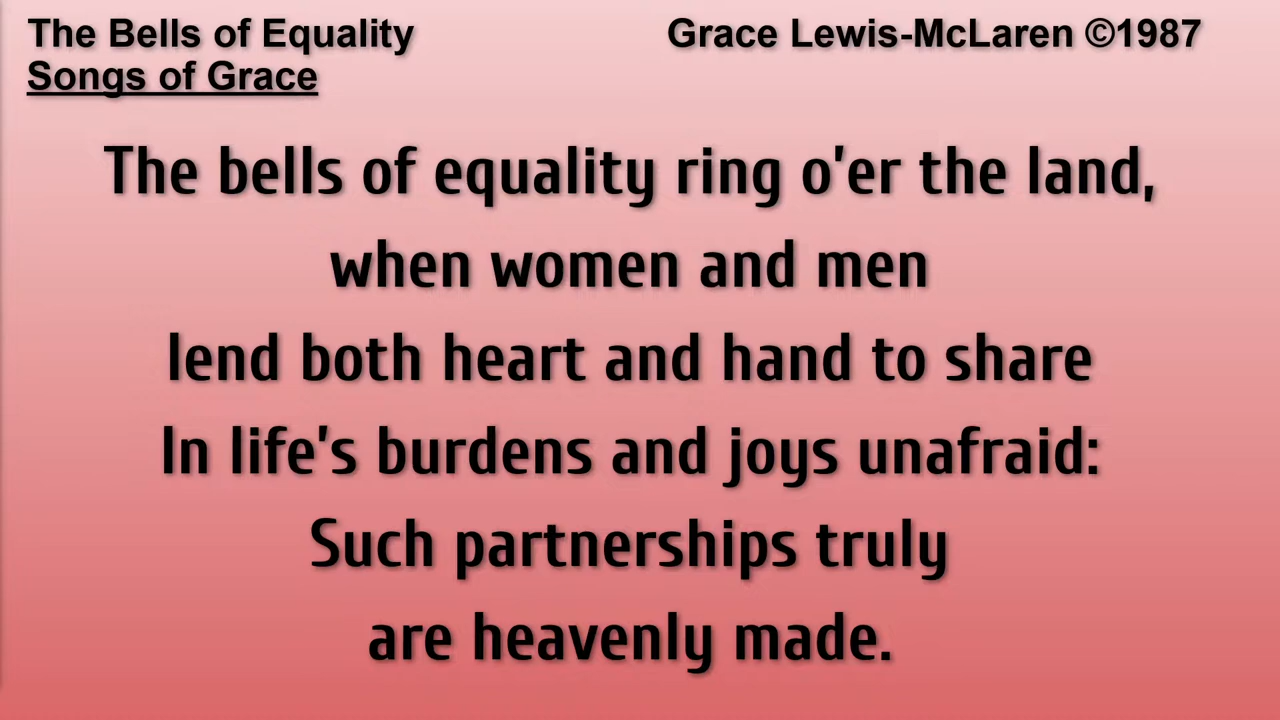 The Bells of Equality
Grace Lewis-McLaren ©1987
Songs of Grace
The bells of equality ring o'er the land,
when women and men
lend both heart and hand to share
In life's burdens and joys unafraid:
Such partnerships truly
are heavenly made.